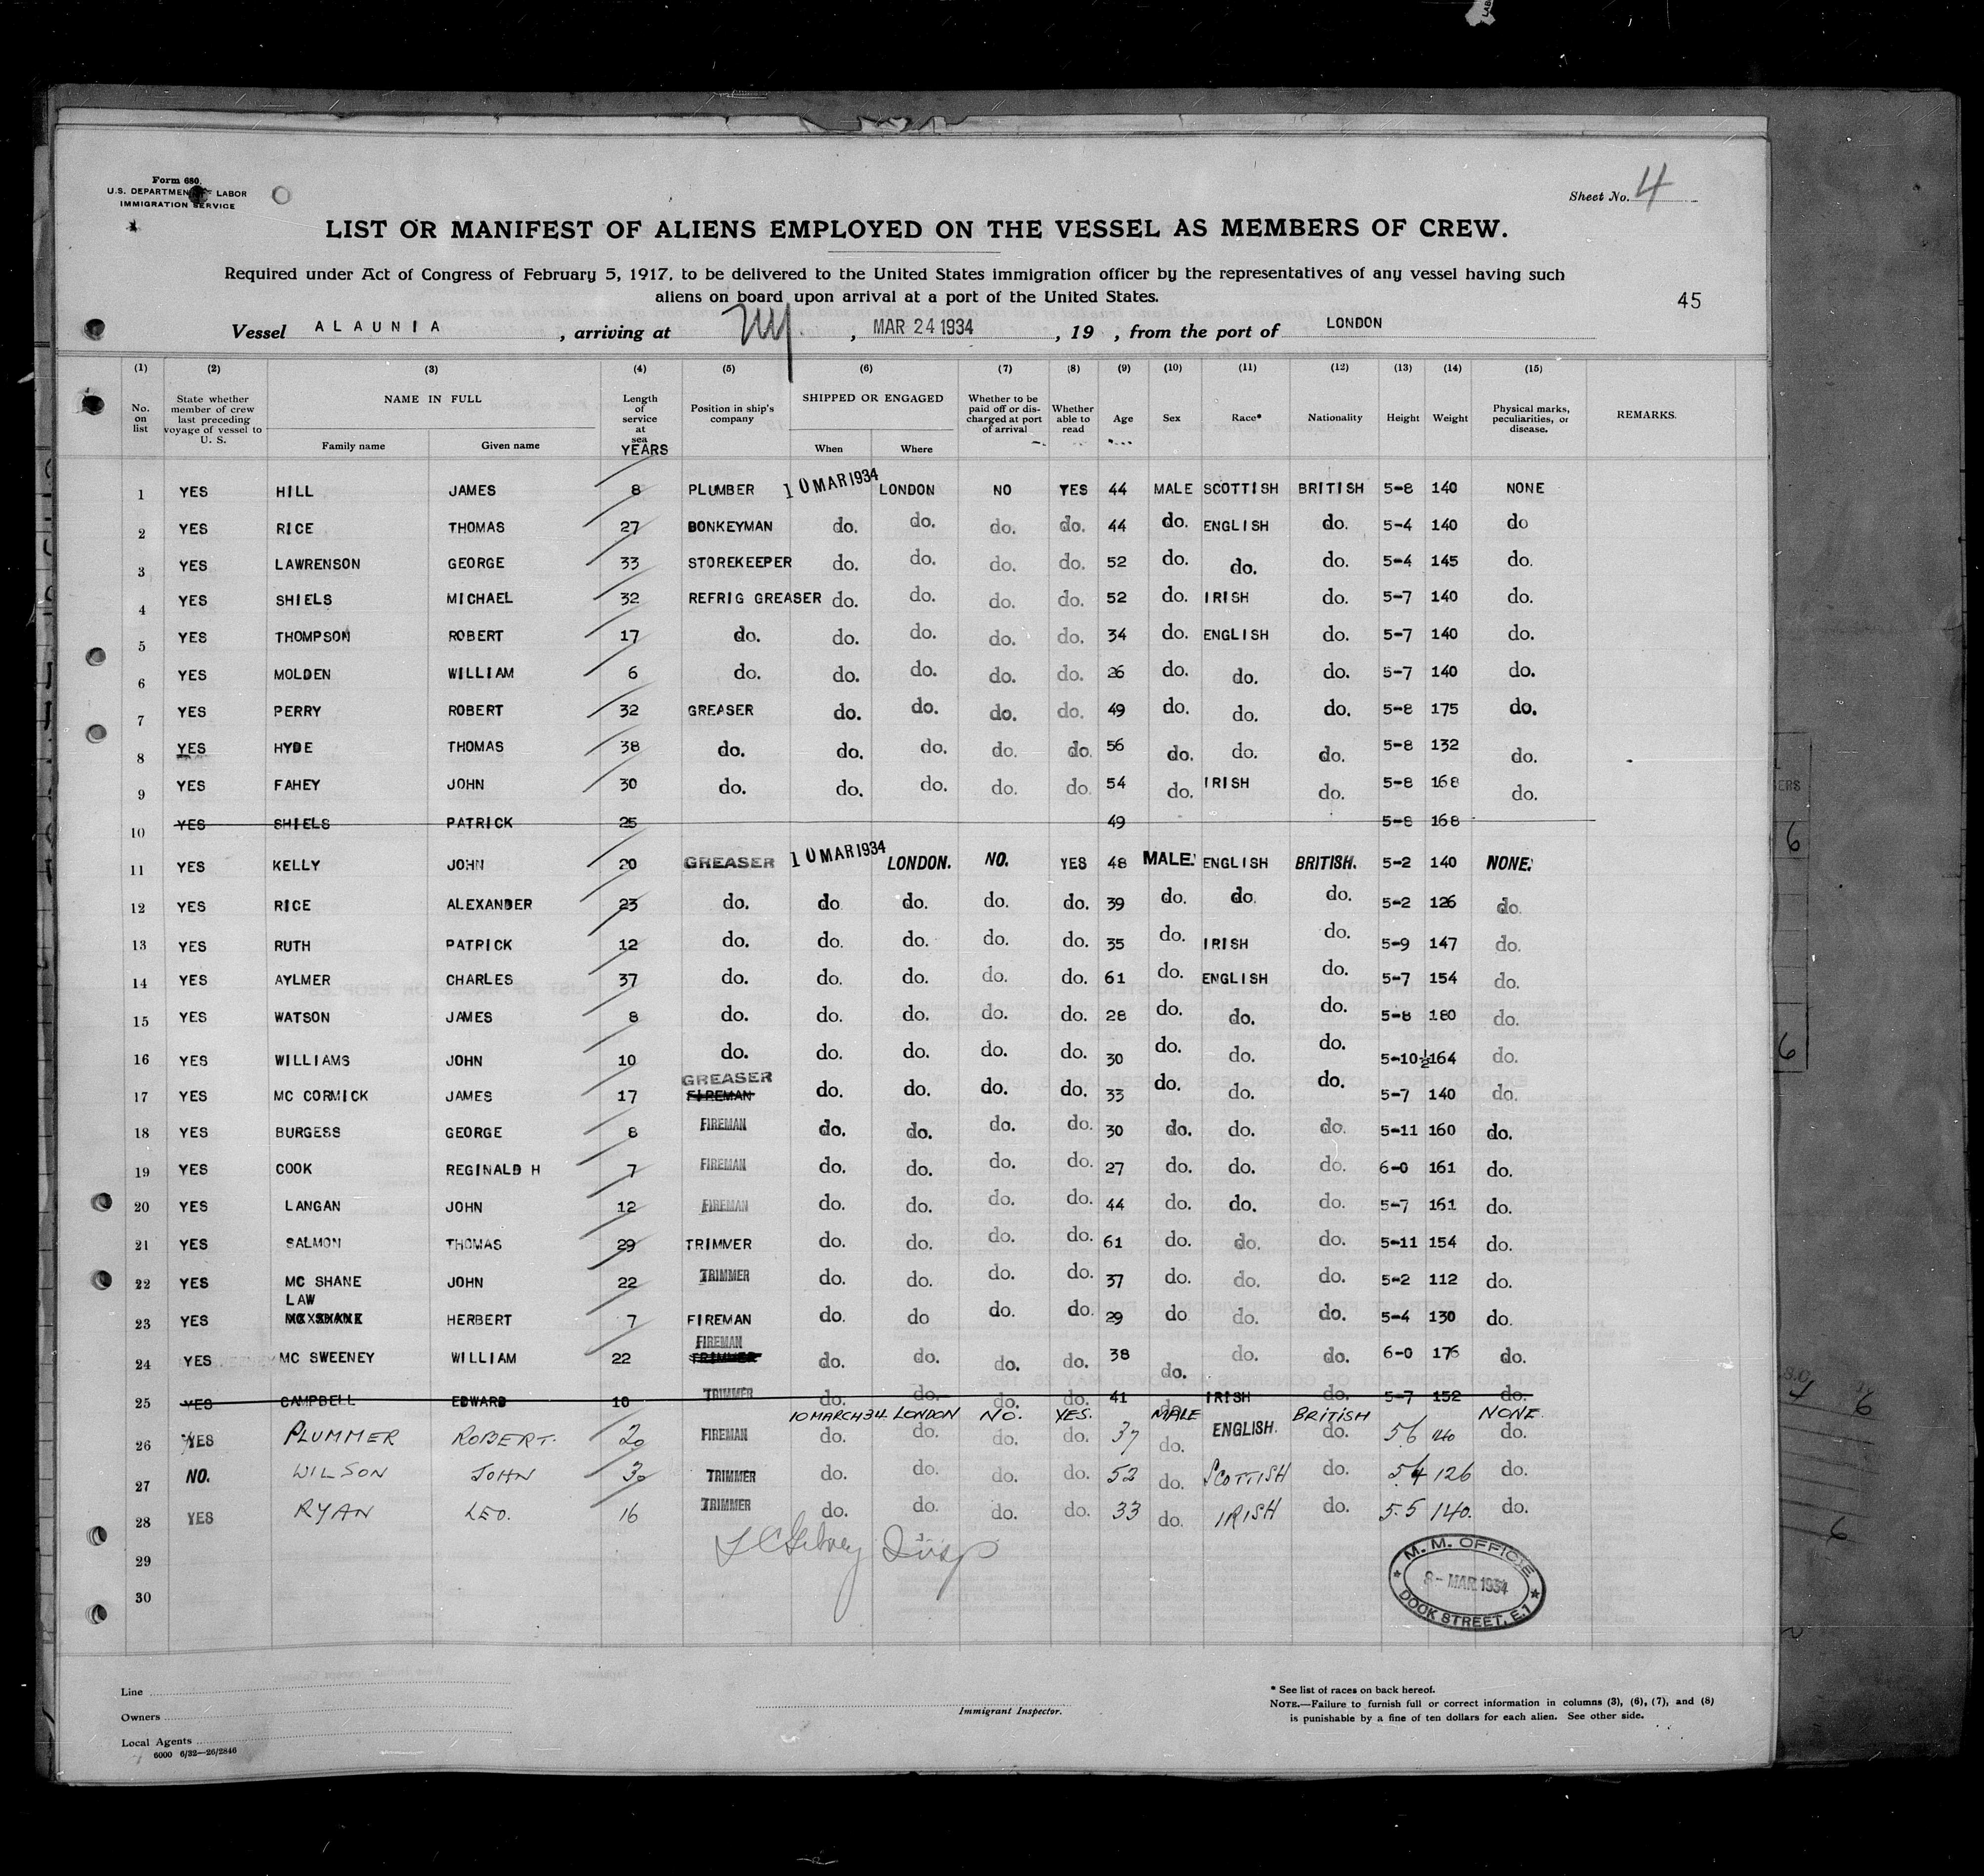 Form 680.
U.S. DEPARTMENT OF LABOR
IMMIGRATION SERVICE
Sheet No. 4
LIST OR MANIFEST OF ALIENS EMPLOYED ON THE VESSEL AS MEMBERS OF CREW.
Required under Act of Congress of February 5, 1917, to be delivered to the United States immigration officer by the representatives of any vessel having such
aliens on board upon arrival at a port of the United States.
45
Vessel ALAUNIA, arriving at NY., MAR 24 1934, 19 , from the port of LONDON
(1) (2) (3) (4) (5) (6) (7) (8) (9) (10) (11) (12) (13) (14) (15)
No. on list State whether member of crew last preceding voyage of vessel to U. S. NAME IN FULL Family name Given name Length of service at sea YEARS Position in ship's company SHIPPED OR ENGAGED When Where Whether to be paid off or discharged at port of arrival Whether able to read Age Sex Race* Nationality Height Weight Physical marks, peculiarities, or disease. REMARKS.
1 YES HILL JAMES 8 PLUMBER 10 MAR 1934 LONDON NO YES 44 MALE SCOTTISH BRITISH 5-8 140 NONE
2 YES RICE THOMAS 27 BONKEYMAN do. do. do. do. 44 do. ENGLISH do. 5-4 140 do
3 YES LAWRENSON GEORGE 33 STOREKEEPER do. do. do. do. 52 do. do. do. 5-4 145 do.
4 YES SHIELS MICHAEL 32 REFRIG GREASER do. do. do. do. 52 do. IRISH do. 5-7 140 do.
5 YES THOMPSON ROBERT 17 do. do. do. do. do. 34 do. ENGLISH do. 5-7 140 do.
6 YES MOLDEN WILLIAM 6 do. do. do. do. do. 26 do. do. do. 5-7 140 do.
7 YES PERRY ROBERT 32 GREASER do. do. do. do. 49 do. do. do. 5-8 175 do.
8 YES HYDE THOMAS 38 do. do. do. do. do. 56 do. do. do. 5-8 132 do.
9 YES FAHEY JOHN 30 do. do. do. do. do. 54 do. IRISH do. 5-8 168 do.
10 YES SHIELS PATRICK 25 49 5-8 168
11 YES KELLY JOHN 20 GREASER 10 MAR 1934 LONDON. NO. YES 48 MALE. ENGLISH BRITISH. 5-2 140 NONE.
12 YES RICE ALEXANDER 23 do. do do. do. do. 39 do. do. do. 5-2 126 do.
13 YES RUTH PATRICK 12 do. do. do. do. do. 35 do. IRISH do. 5-9 147 do.
14 YES AYLMER CHARLES 37 do. do. do. do. do. 61 do. ENGLISH do. 5-7 154 do.
15 YES WATSON JAMES 8 do. do. do. do. do. 28 do. do. do. 5-8 180 do.
16 YES WILLIAMS JOHN 10 do. do. do. do. do. 30 do. do. do. 5-10½ 164 do.
GREASER
17 YES MC CORMICK JAMES 17 FIREMAN do. do. do. do. 33 do. do. do. 5-7 140 do.
18 YES BURGESS GEORGE 8 FIREMAN do. do. do. do. 30 do. do. do. 5-11 160 do.
19 YES COOK REGINALD H 7 FIREMAN do. do. do. do. 27 do. do. do. 6-0 161 do.
20 YES LANGAN JOHN 12 FIREMAN do. do. do. do. 44 do. do. do. 5-7 161 do.
21 YES SALMON THOMAS 29 TRIMMER do. do. do. do. 61 do. do. do. 5-11 154 do.
22 YES MC SHANE JOHN 22 TRIMMER do. do. do. do. 37 do. do. do. 5-2 112 do.
LAW
23 YES MC SHANE HERBERT 7 FIREMAN do. do do. do. 29 do do. do. 5-4 130 do.
FIREMAN
24 YES MC SWEENEY WILLIAM 22 TRIMMER do. do. do. do. 38 do. do. do. 6-0 176 do.
25 YES CAMPBELL EDWARD 10 TRIMMER do. do. do. do. 41 do. IRISH do. 5-7 152 do.
10 MARCH 34. LONDON NO. YES. MALE BRITISH NONE.
26 YES PLUMMER ROBERT. 20 FIREMAN do. do. do. do. 37 do. ENGLISH. do. 5.6 140 do.
27 NO. WILSON JOHN 30 TRIMMER do. do. do. do. 52 do. SCOTTISH do. 5.4 126 do.
28 YES RYAN LEO. 16 TRIMMER do. do. do. do. 33 do. IRISH do. 5.5 140. do.
29
30
M. M. OFFICE
8 - MAR 1934
DOCK STREET, E.1
Line
Owners
Local Agents
6000 6/32—26/2846
Immigrant Inspector.
* See list of races on back hereof.
NOTE.—Failure to furnish full or correct information in columns (3), (6), (7), and (8)
is punishable by a fine of ten dollars for each alien. See other side.